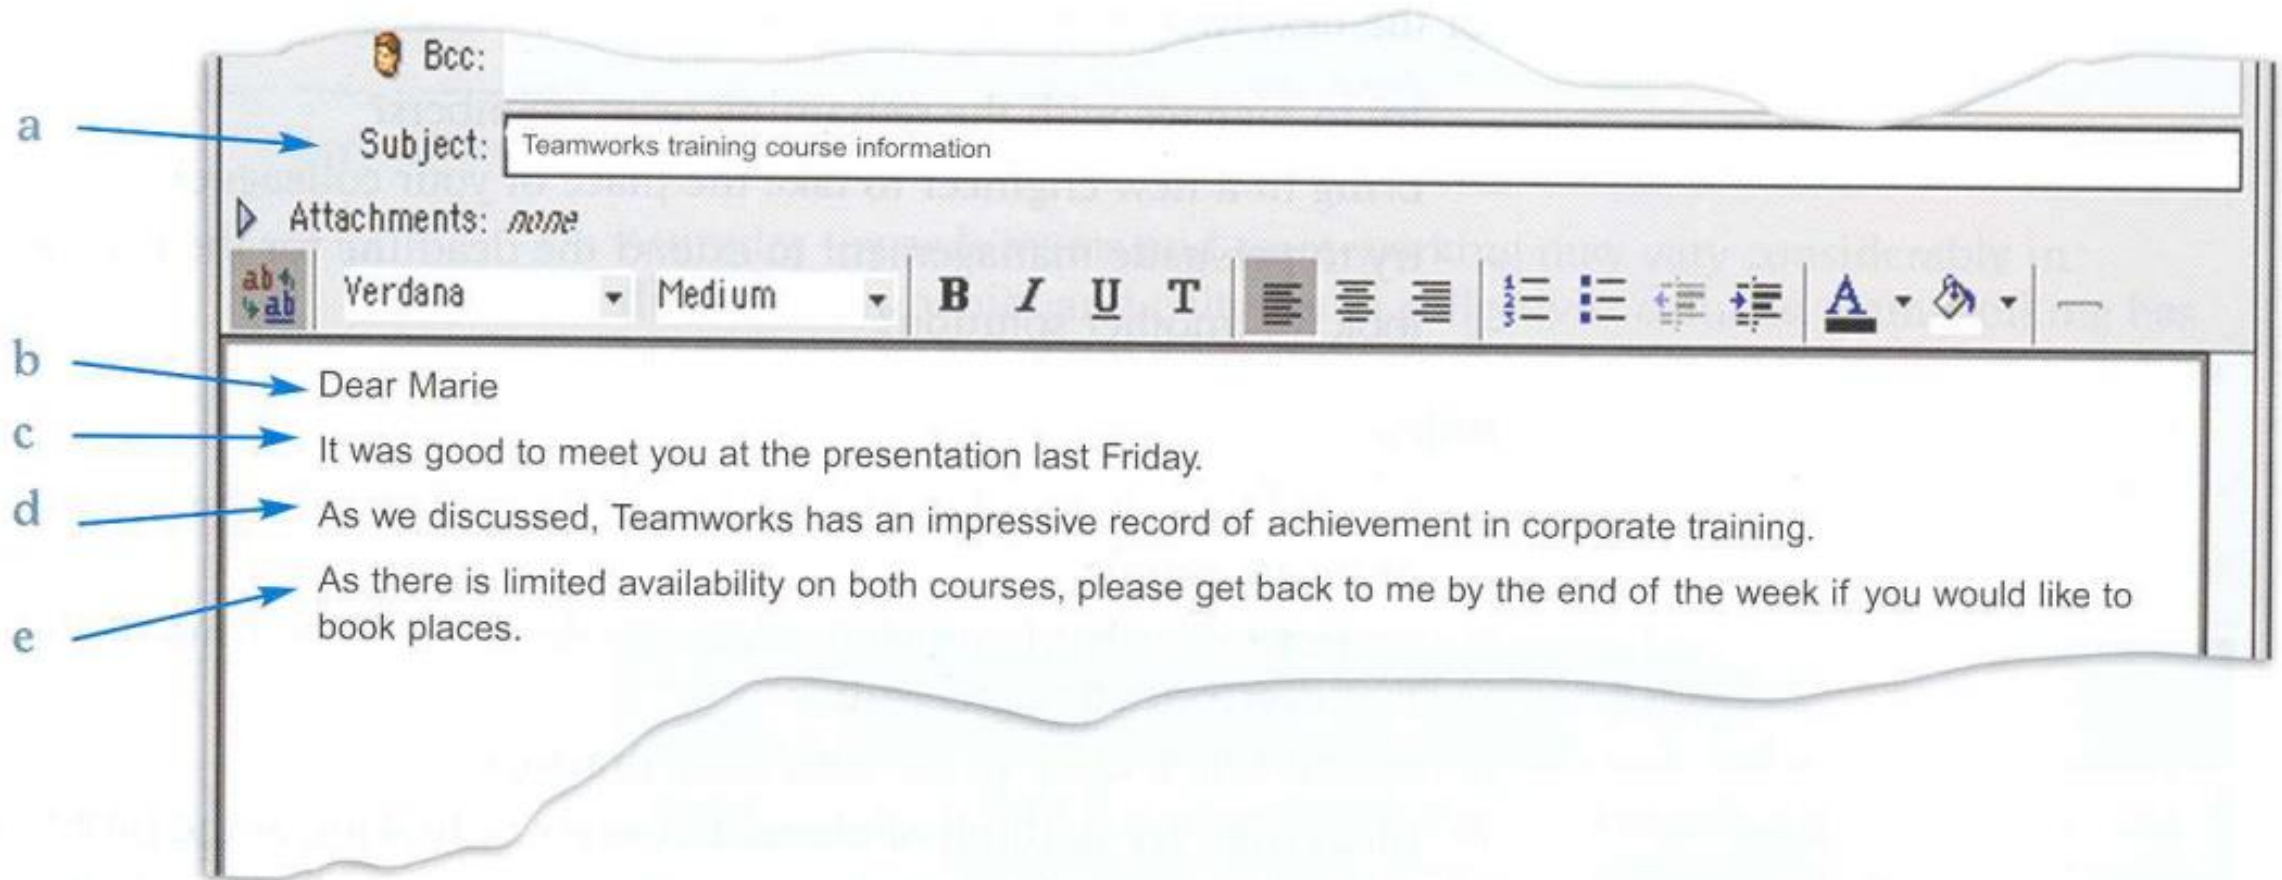 Bcc:
a
Subject: Teamworks training course information
Attachments: none
Verdana Medium B I U T
b
Dear Marie
c
It was good to meet you at the presentation last Friday.
d
As we discussed, Teamworks has an impressive record of achievement in corporate training.
e
As there is limited availability on both courses, please get back to me by the end of the week if you would like to
book places.